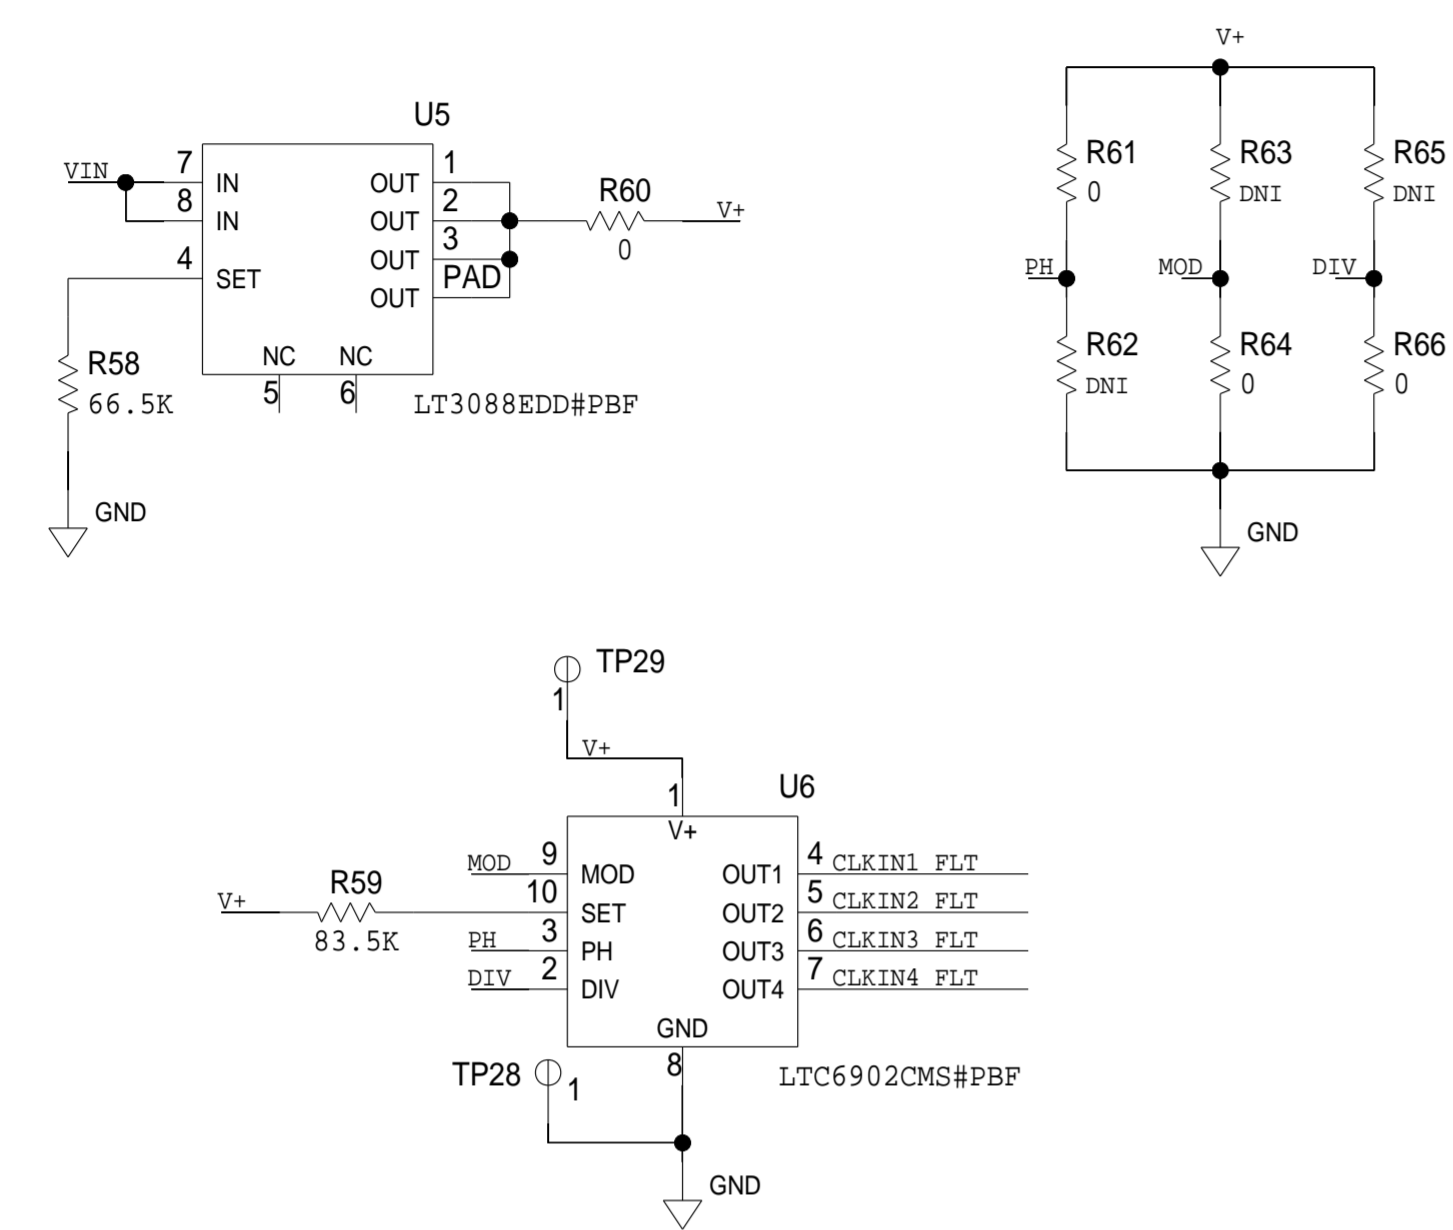 U5
VIN
7
IN
8
IN
4
SET
OUT
1
OUT
2
OUT
3
OUT
PAD
NC
5
NC
6
LT3088EDD#PBF
R58
66.5K
GND
R60
0
V+
V+
R61
0
R63
DNI
R65
DNI
PH
MOD
DIV
R62
DNI
R64
0
R66
0
GND
TP29
1
V+
1
U6
V+
MOD
9
MOD
V+
R59
83.5K
10
SET
PH
3
PH
DIV
2
DIV
OUT1
4
CLKIN1 FLT
OUT2
5
CLKIN2 FLT
OUT3
6
CLKIN3 FLT
OUT4
7
CLKIN4 FLT
GND
8
LTC6902CMS#PBF
TP28
1
GND